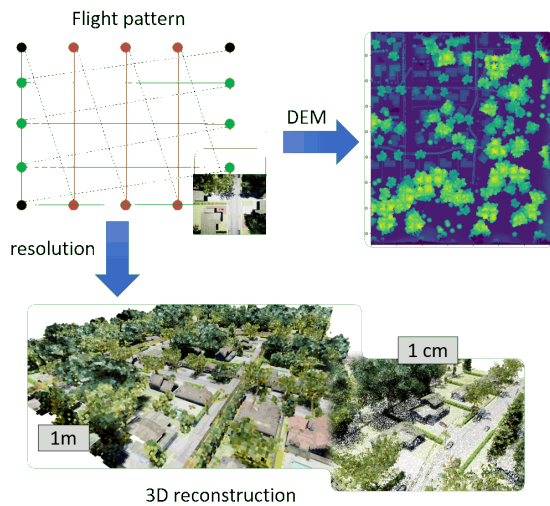 Flight pattern
DEM
resolution
1 cm
1m
3D reconstruction